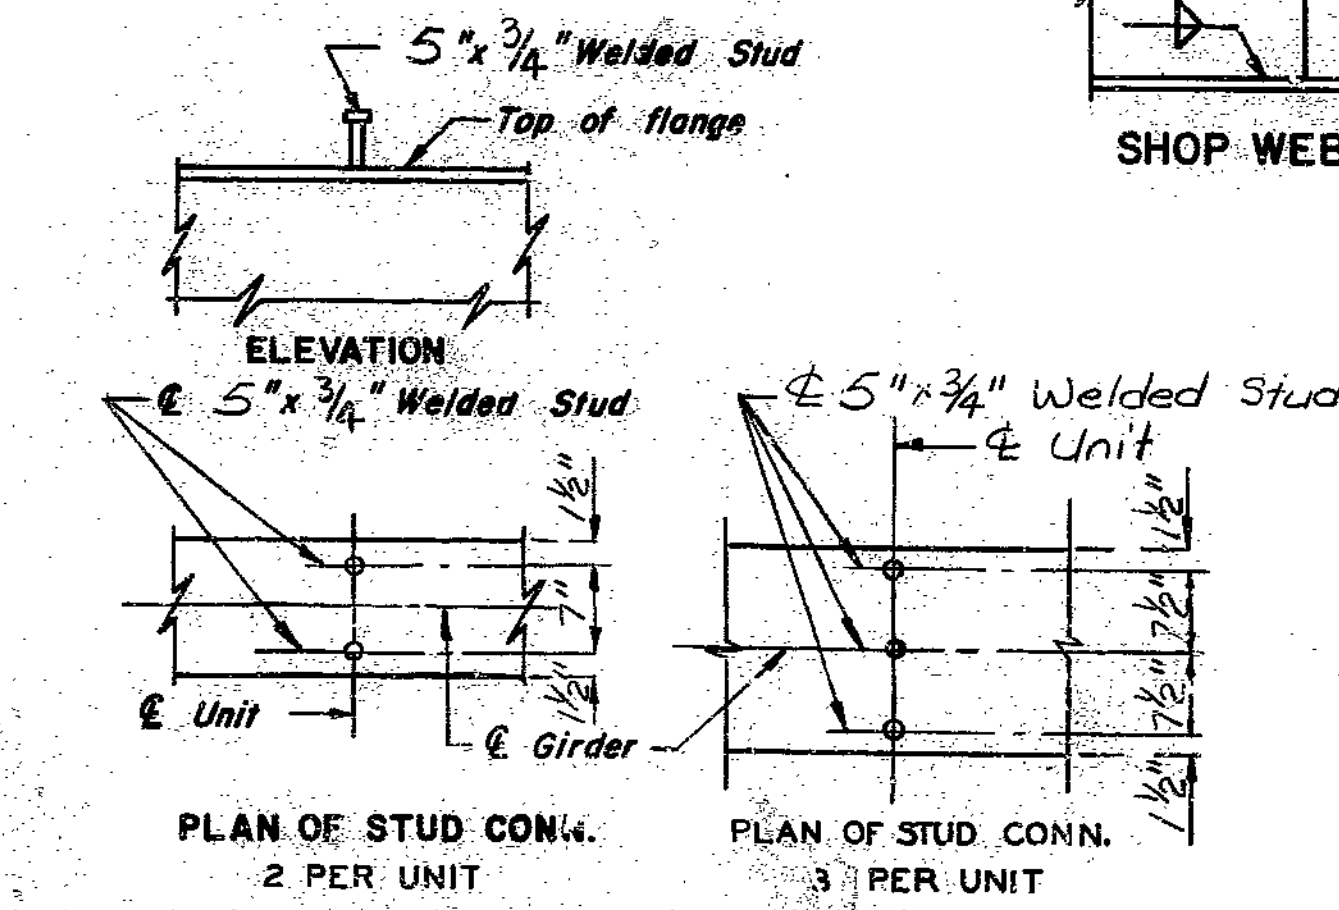 5"x 3/4" Welded Stud
Top of flange
SHOP WEB
ELEVATION
℄ 5"x 3/4" Welded Stud
1½"
7"
1½"
℄ Unit
℄ Girder
PLAN OF STUD CONN.
2 PER UNIT
℄ 5"x 3/4" Welded Stud
℄ Unit
1½"
7½"
7½"
1½"
PLAN OF STUD CONN.
3 PER UNIT